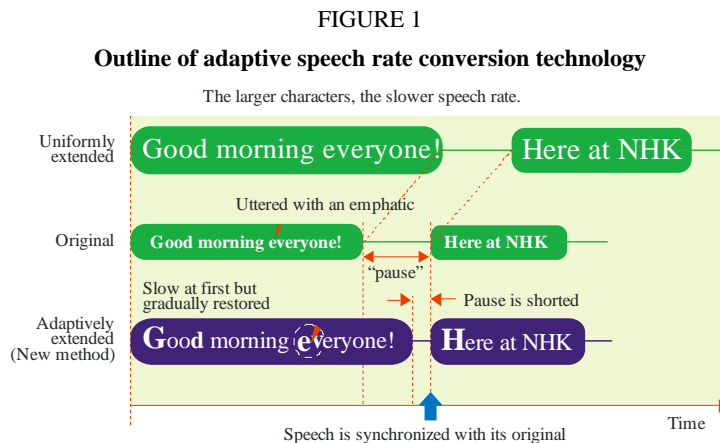 FIGURE 1
Outline of adaptive speech rate conversion technology
The larger characters, the slower speech rate.
Uniformly
extended
Good morning everyone!
Here at NHK
Uttered with an emphatic
Original
Good morning everyone!
Here at NHK
“pause”
Slow at first but
gradually restored
Pause is shorted
Adaptively
extended
(New method)
Good morning everyone!
Here at NHK
Time
Speech is synchronized with its original